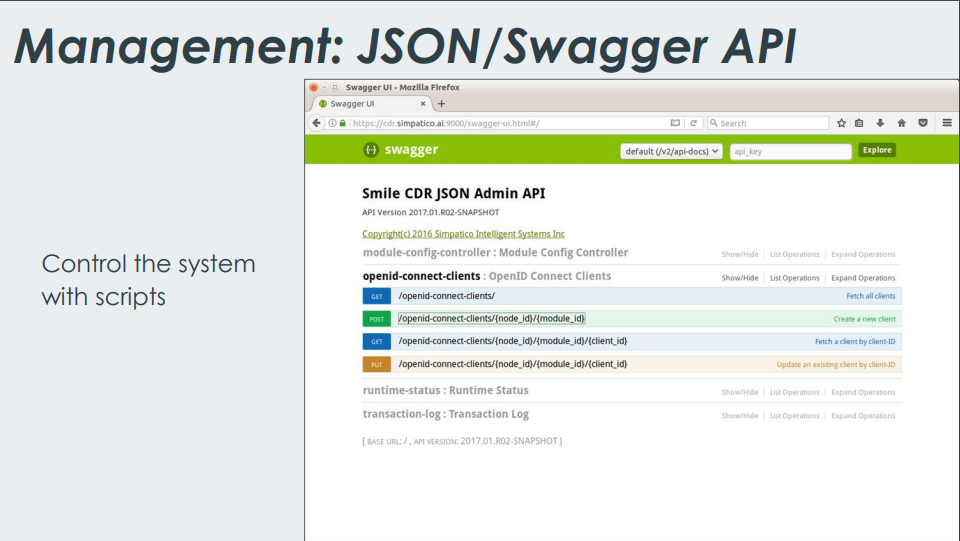 Management: JSON/Swagger API
Control the system
with scripts
Swagger UI - Mozilla Firefox
Swagger UI × +
https://cdr.simpatico.ai:9000/swagger-ui.html#/ Search
swagger default (/v2/api-docs) api_key Explore
Smile CDR JSON Admin API
API Version 2017.01.R02-SNAPSHOT
Copyright(c) 2016 Simpatico Intelligent Systems Inc
module-config-controller : Module Config Controller Show/Hide | List Operations | Expand Operations
openid-connect-clients : OpenID Connect Clients Show/Hide | List Operations | Expand Operations
GET /openid-connect-clients/ Fetch all clients
POST /openid-connect-clients/{node_id}/{module_id} Create a new client
GET /openid-connect-clients/{node_id}/{module_id}/{client_id} Fetch a client by client-ID
PUT /openid-connect-clients/{node_id}/{module_id}/{client_id} Update an existing client by client-ID
runtime-status : Runtime Status Show/Hide | List Operations | Expand Operations
transaction-log : Transaction Log Show/Hide | List Operations | Expand Operations
[ BASE URL: / , API VERSION: 2017.01.R02-SNAPSHOT ]